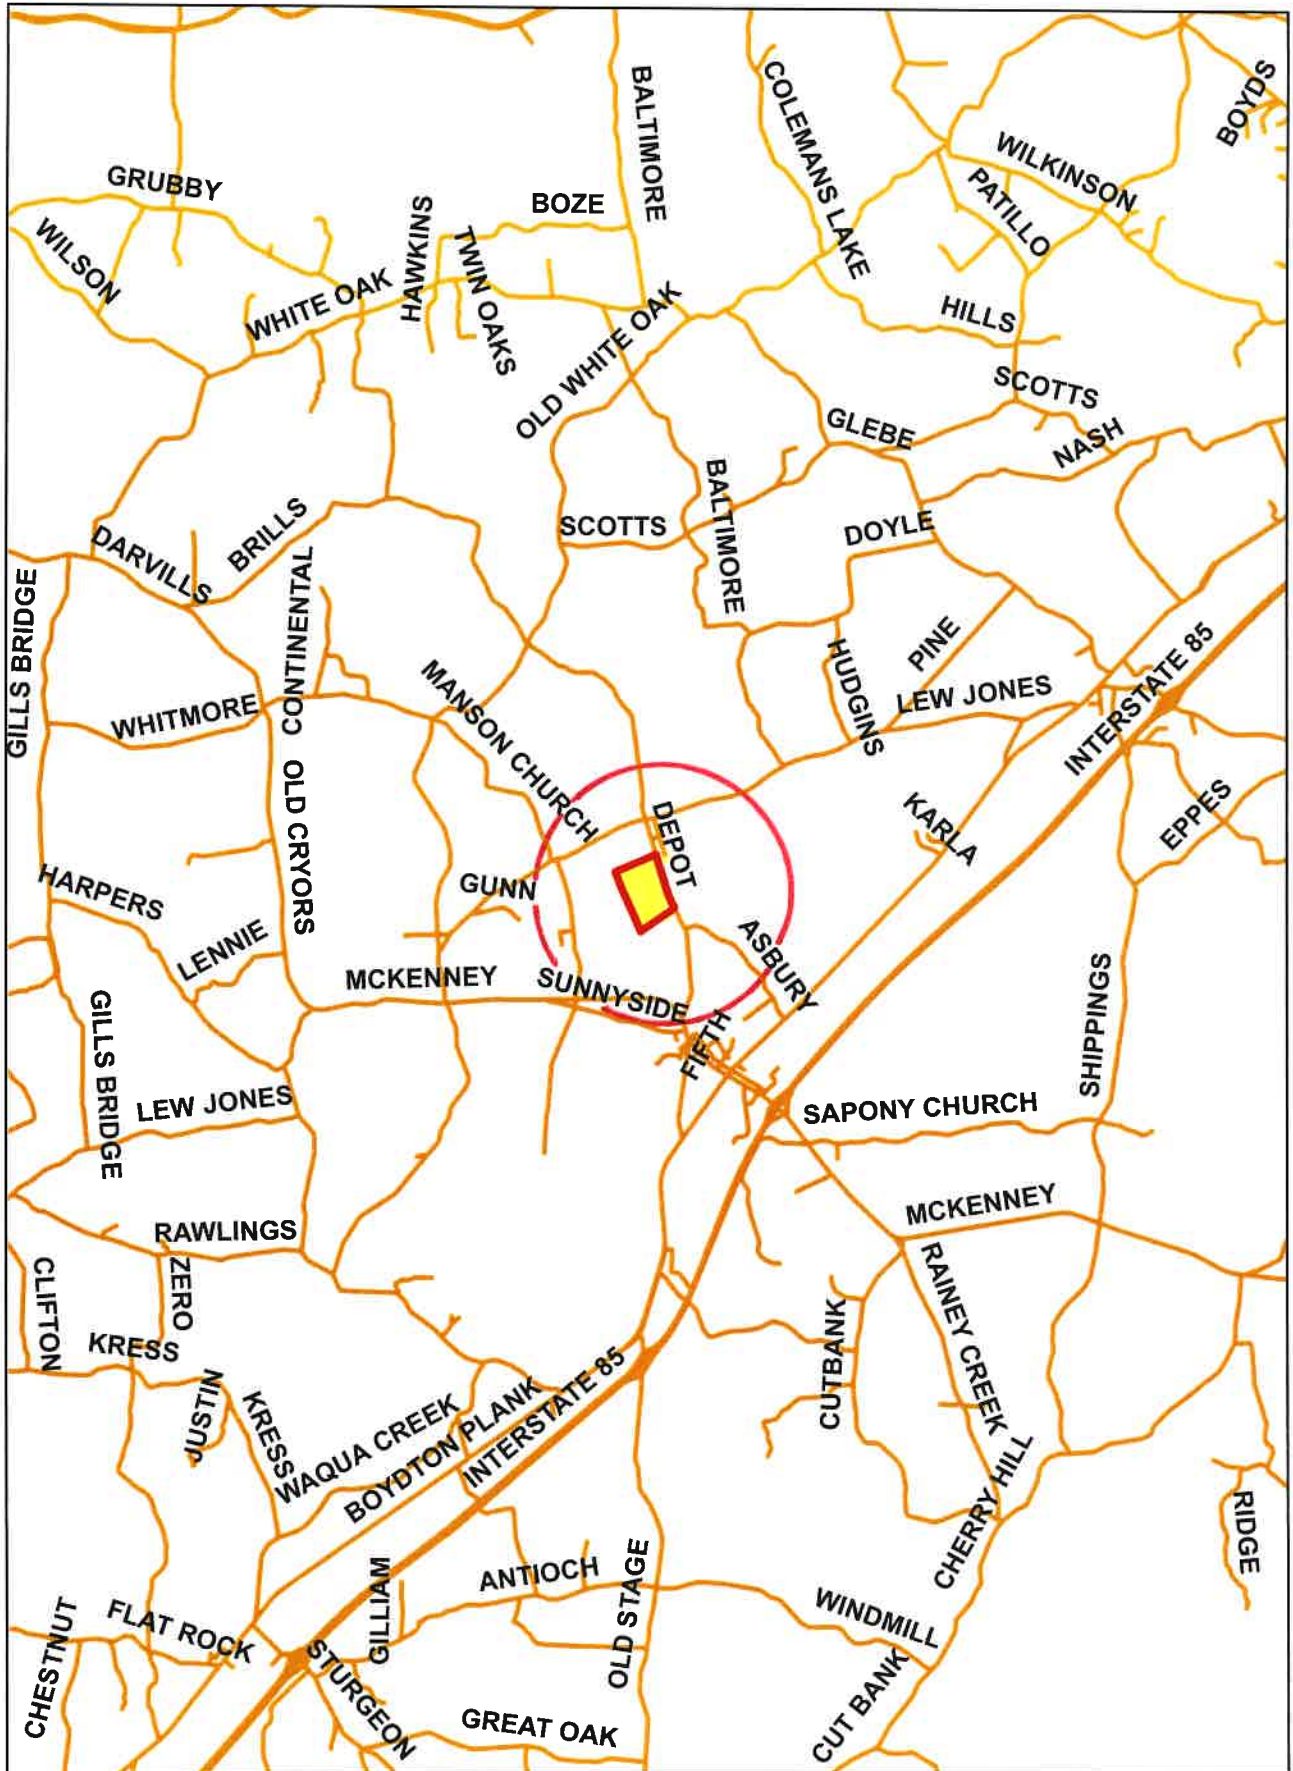 BALTIMORE
COLEMANS LAKE
BOYDS
WILKINSON
PATILLO
GRUBBY
BOZE
HAWKINS
TWIN OAKS
WILSON
WHITE OAK
OLD WHITE OAK
HILLS
SCOTTS
GLEBE
NASH
BALTIMORE
SCOTTS
DOYLE
DARVILLS
BRILLS
CONTINENTAL
GILLS BRIDGE
PINE
HUDGINS
LEW JONES
INTERSTATE 85
WHITMORE
MANSON CHURCH
OLD CRYORS
DEPOT
KARLA
EPPES
HARPERS
GUNN
LENNIE
ASBURY
MCKENNEY
SUNNYSIDE
FIFTH
SHIPPINGS
GILLS BRIDGE
LEW JONES
SAPONY CHURCH
MCKENNEY
RAWLINGS
ZERO
CLIFTON
KRESS
RAINEY CREEK
CUTBANK
JUSTIN
KRESS
WAQUA CREEK
BOYDTON PLANK
INTERSTATE 85
CHERRY HILL
RIDGE
ANTIOCH
OLD STAGE
GILLIAM
WINDMILL
FLAT ROCK
CHESTNUT
STURGEON
GREAT OAK
CUT BANK